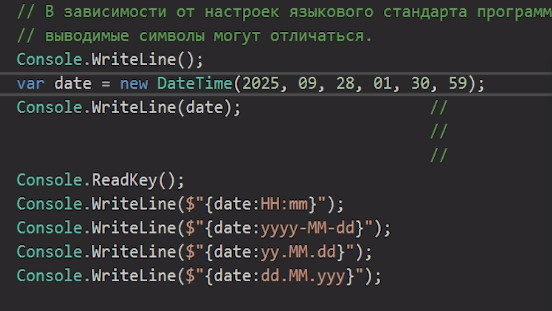 // В зависимости от настроек языкового стандарта
// выводимые символы могут отличаться.
Console.WriteLine();
var date = new DateTime(2025, 09, 28, 01, 30, 59);
Console.WriteLine(date); //
//
//
Console.ReadKey();
Console.WriteLine($"{date:HH:mm}");
Console.WriteLine($"{date:yyyy-MM-dd}");
Console.WriteLine($"{date:yy.MM.dd}");
Console.WriteLine($"{date:dd.MM.yyy}");